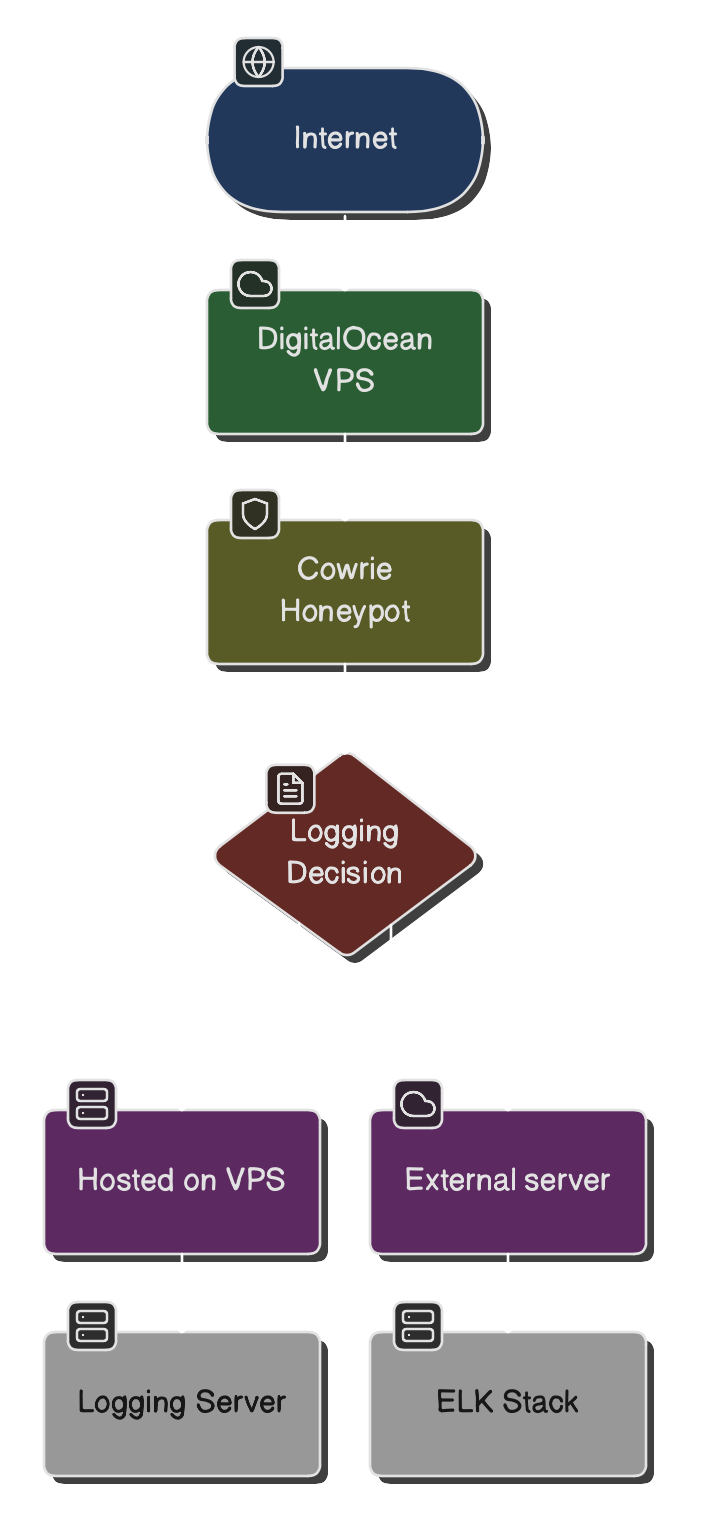 Internet
DigitalOcean
VPS
Cowrie
Honeypot
Logging
Decision
Hosted on VPS
External server
Logging Server
ELK Stack